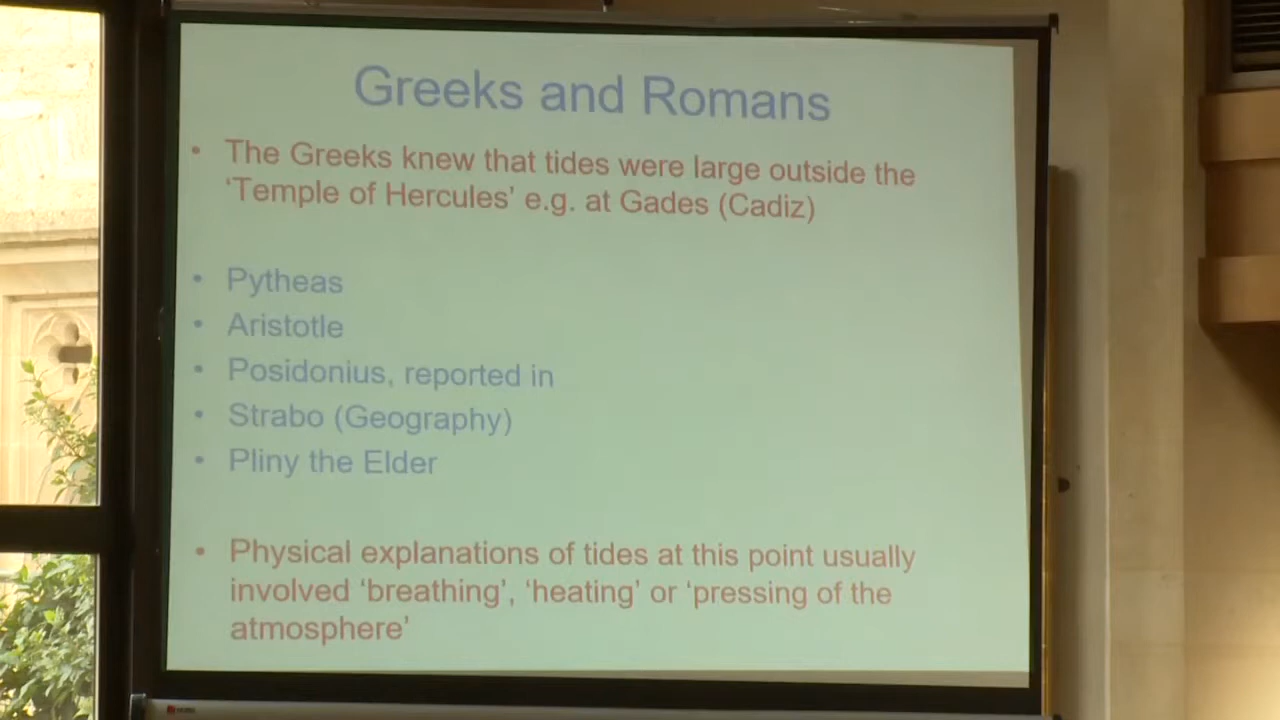 Greeks and Romans
• The Greeks knew that tides were large outside the
‘Temple of Hercules’ e.g. at Gades (Cadiz)
• Pytheas
• Aristotle
• Posidonius, reported in
• Strabo (Geography)
• Pliny the Elder
• Physical explanations of tides at this point usually
involved ‘breathing’, ‘heating’ or ‘pressing of the
atmosphere’